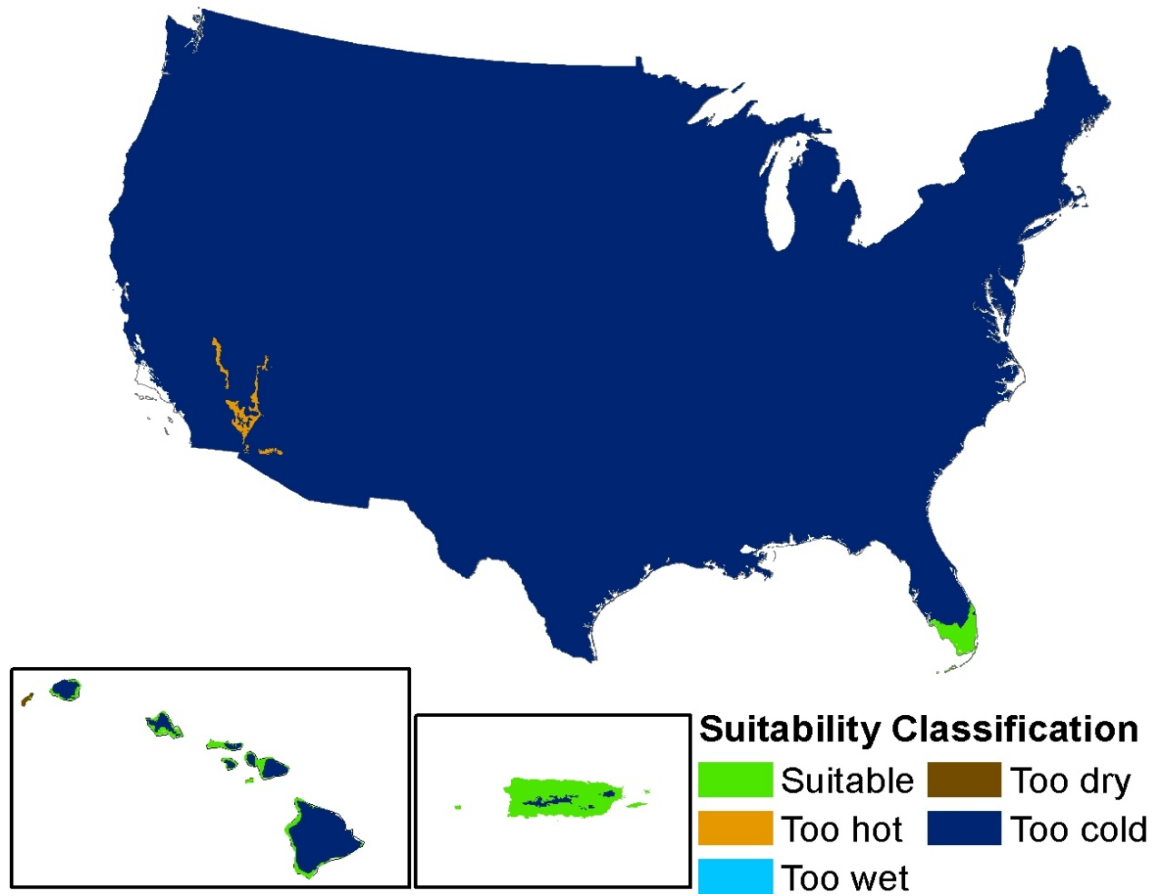 Suitability Classification
Suitable
Too dry
Too hot
Too cold
Too wet